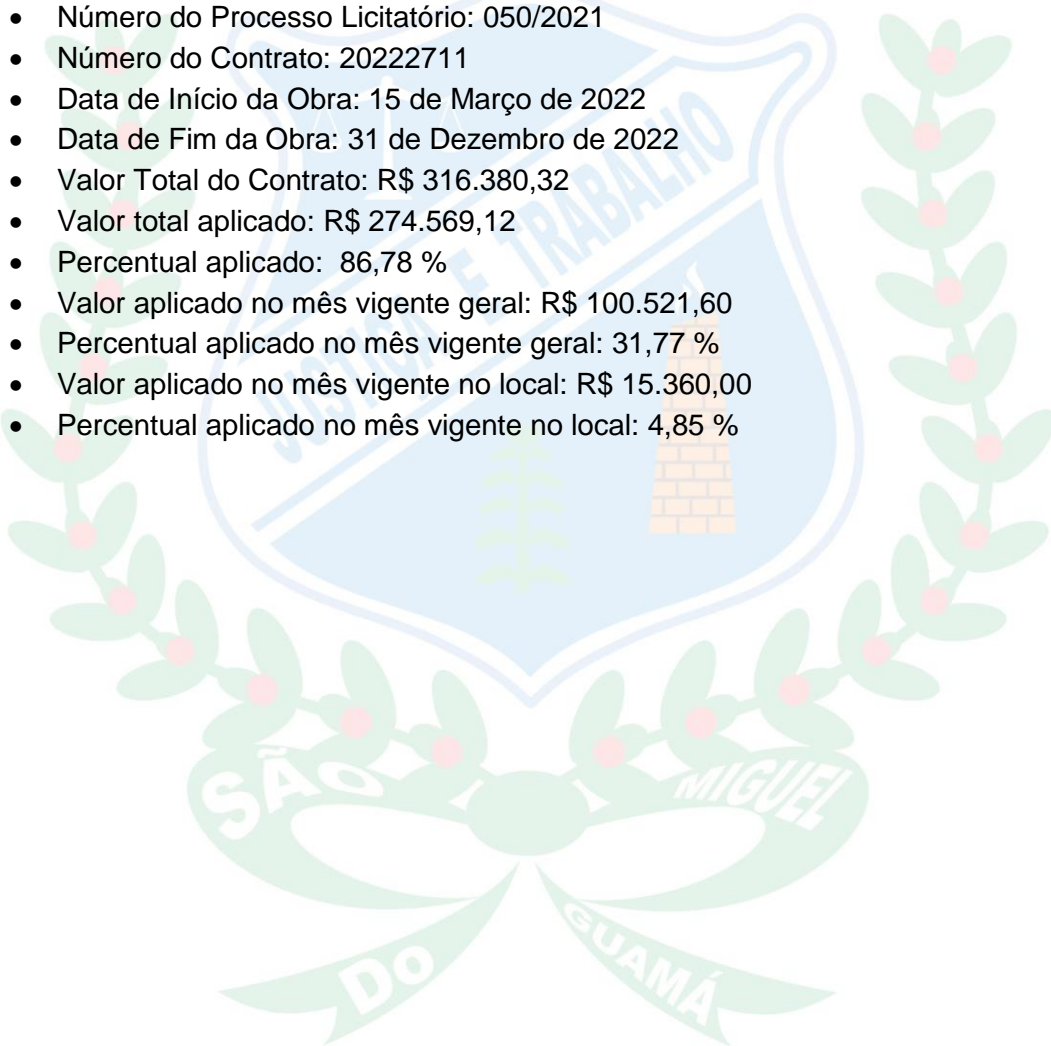 • Número do Processo Licitatório: 050/2021
• Número do Contrato: 20222711
• Data de Início da Obra: 15 de Março de 2022
• Data de Fim da Obra: 31 de Dezembro de 2022
• Valor Total do Contrato: R$ 316.380,32
• Valor total aplicado: R$ 274.569,12
• Percentual aplicado: 86,78 %
• Valor aplicado no mês vigente geral: R$ 100.521,60
• Percentual aplicado no mês vigente geral: 31,77 %
• Valor aplicado no mês vigente no local: R$ 15.360,00
• Percentual aplicado no mês vigente no local: 4,85 %
JUSTIÇA E TRABALHO
SÃO MIGUEL
DO GUAMÁ